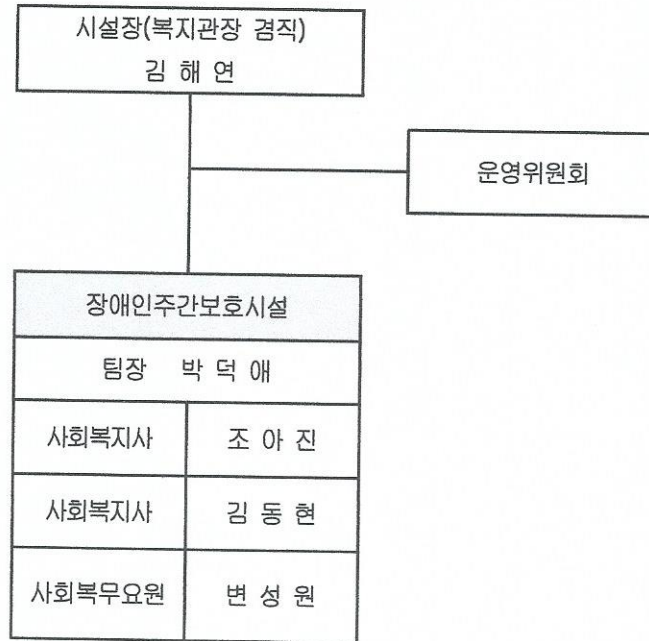 시설장(복지관장 겸직)
김 해 연
운영위원회
장애인주간보호시설
팀장 박 덕 애
사회복지사 조 아 진
사회복지사 김 동 현
사회복무요원 변 성 원